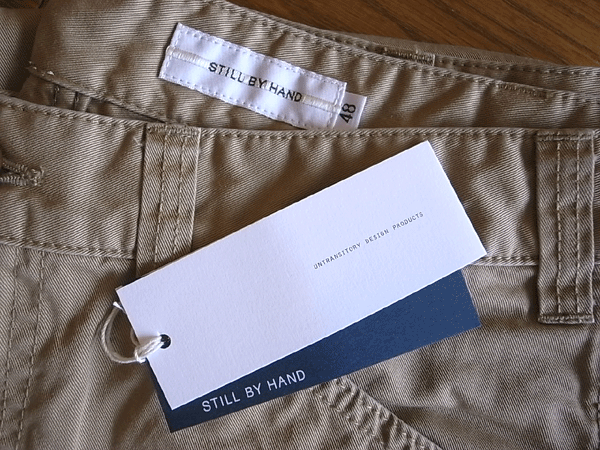 STILL BY HAND
48
UNTRANSITORY DESIGN PRODUCTS
STILL BY HAND